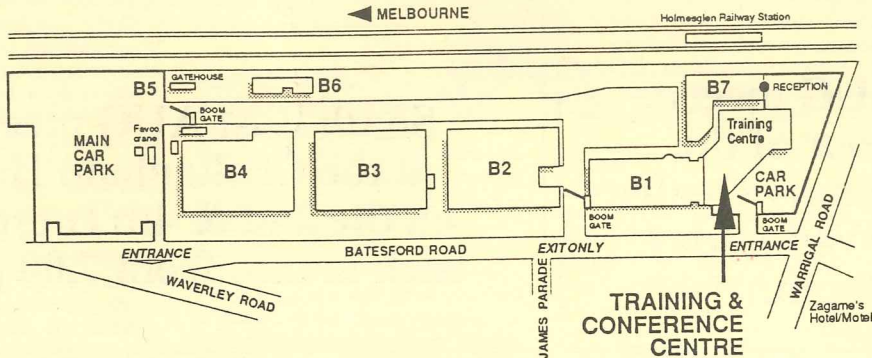 MELBOURNE
Holmesglen Railway Station
B5
GATEHOUSE
B6
B7
RECEPTION
BOOM
GATE
Favco
crane
MAIN
CAR
PARK
Training
Centre
B4
B3
B2
B1
CAR
PARK
BOOM
GATE
BOOM
GATE
ENTRANCE
BATESFORD ROAD
EXIT ONLY
ENTRANCE
WARRIGAL ROAD
WAVERLEY ROAD
JAMES PARADE
TRAINING &
CONFERENCE
CENTRE
Zagame's
Hotel/Motel